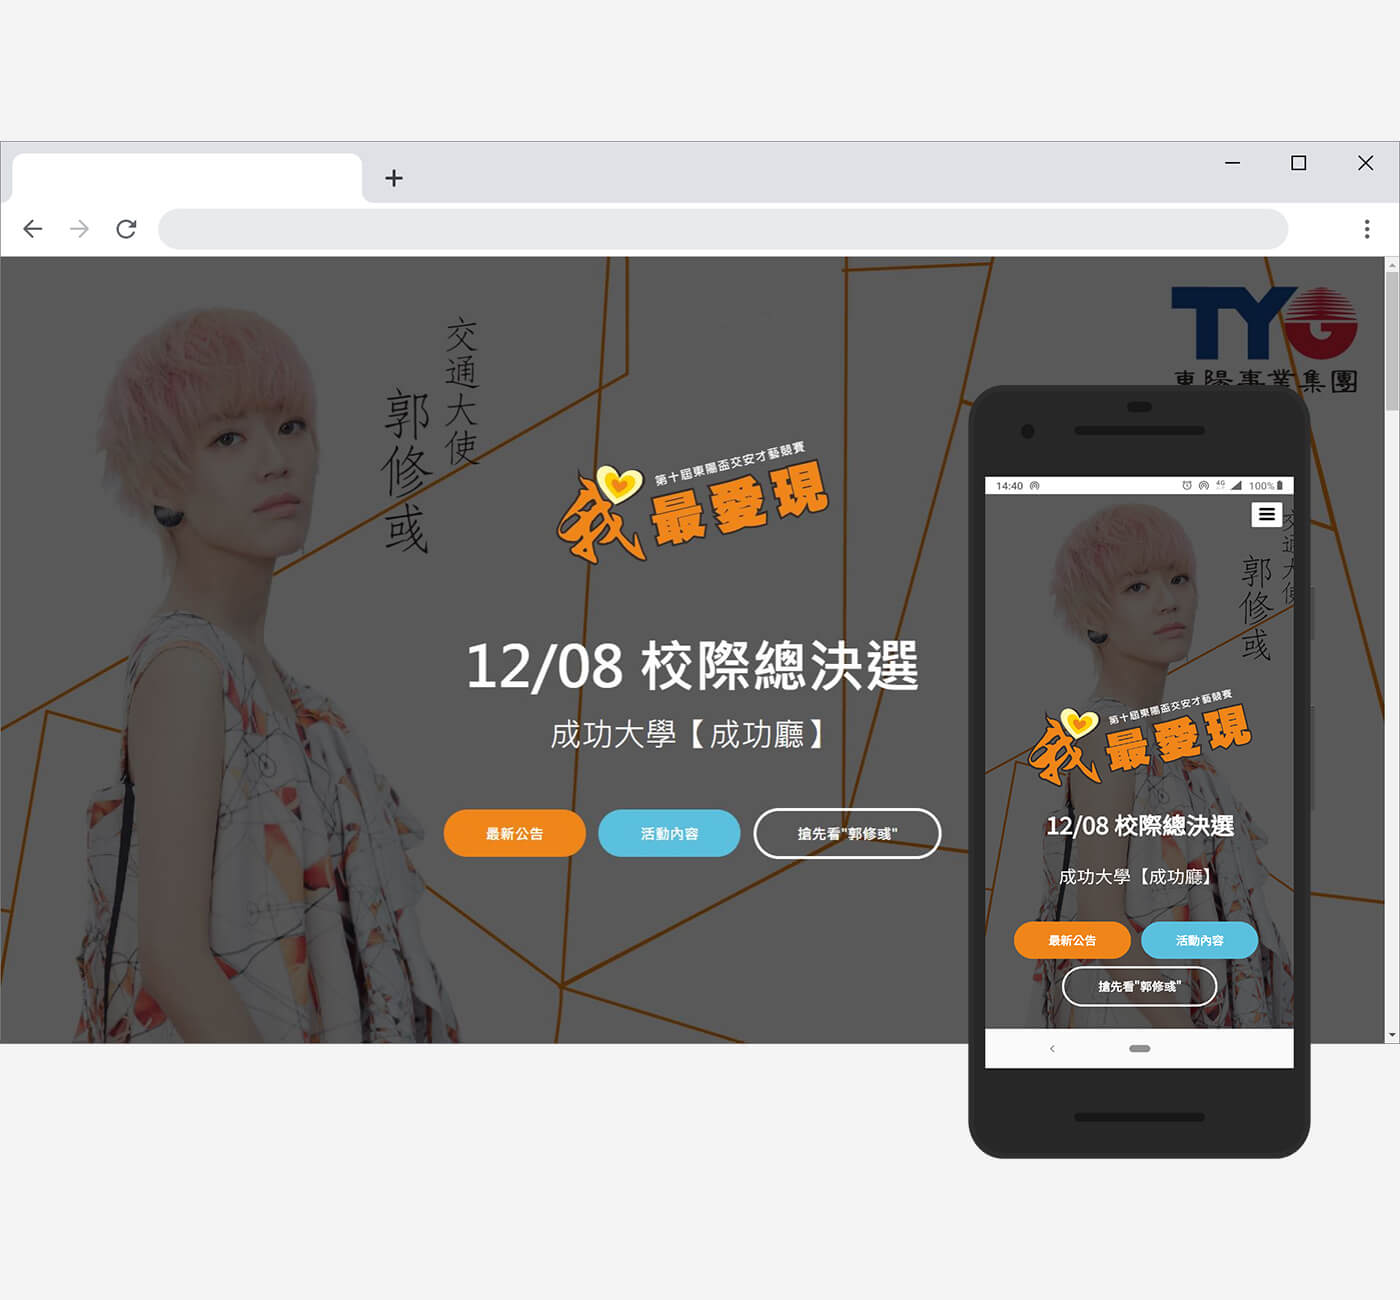 交通大使
郭修彧
TYG
東陽事業集團
第十屆東陽盃交安才藝競賽
我最愛現
12/08 校際總決選
成功大學【成功廳】
最新公告
活動內容
搶先看"郭修彧"
14:40
4G
100%
交通大使
郭修彧
第十屆東陽盃交安才藝競賽
我最愛現
12/08 校際總決選
成功大學【成功廳】
最新公告
活動內容
搶先看"郭修彧"